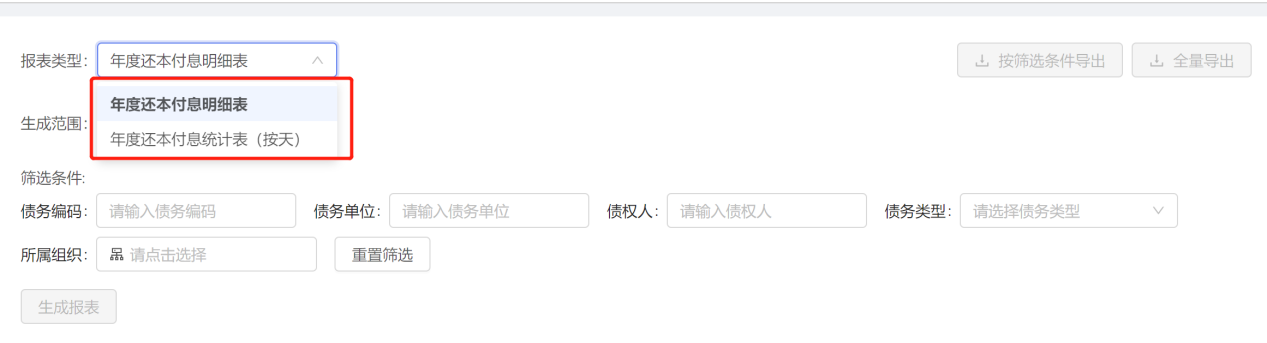 报表类型: 年度还本付息明细表 按筛选条件导出 全量导出
年度还本付息明细表
生成范围:
年度还本付息统计表（按天）
筛选条件:
债务编码: 请输入债务编码 债务单位: 请输入债务单位 债权人: 请输入债权人 债务类型: 请选择债务类型
所属组织: 请点击选择 重置筛选
生成报表